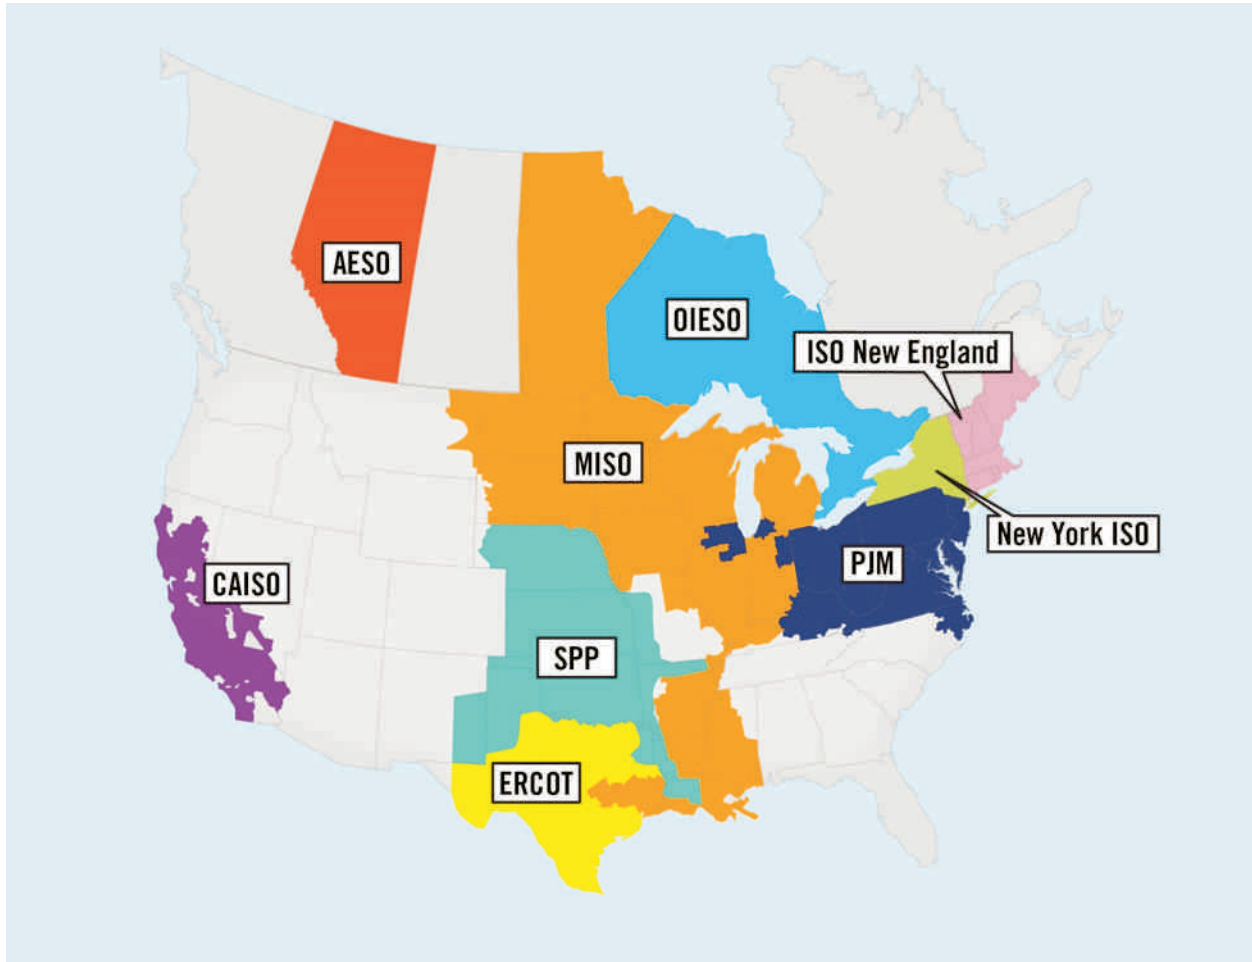 AESO
OIESO
ISO New England
MISO
New York ISO
PJM
CAISO
SPP
ERCOT